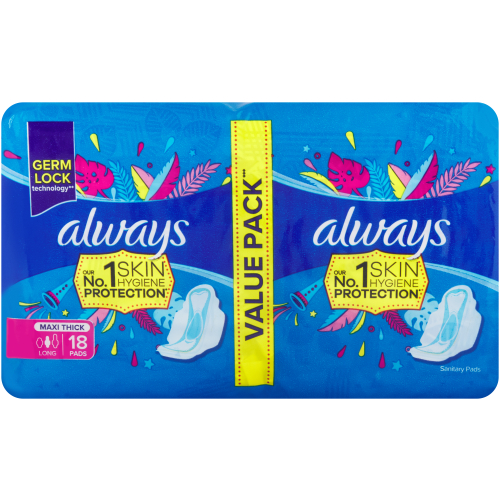 GERM
LOCK
technology**
always
OUR
No.1 SKIN
HYGIENE
PROTECTION*
MAXI THICK
LONG
18
PADS
VALUE PACK***
always
OUR
No.1 SKIN
HYGIENE
PROTECTION*
Sanitary Pads